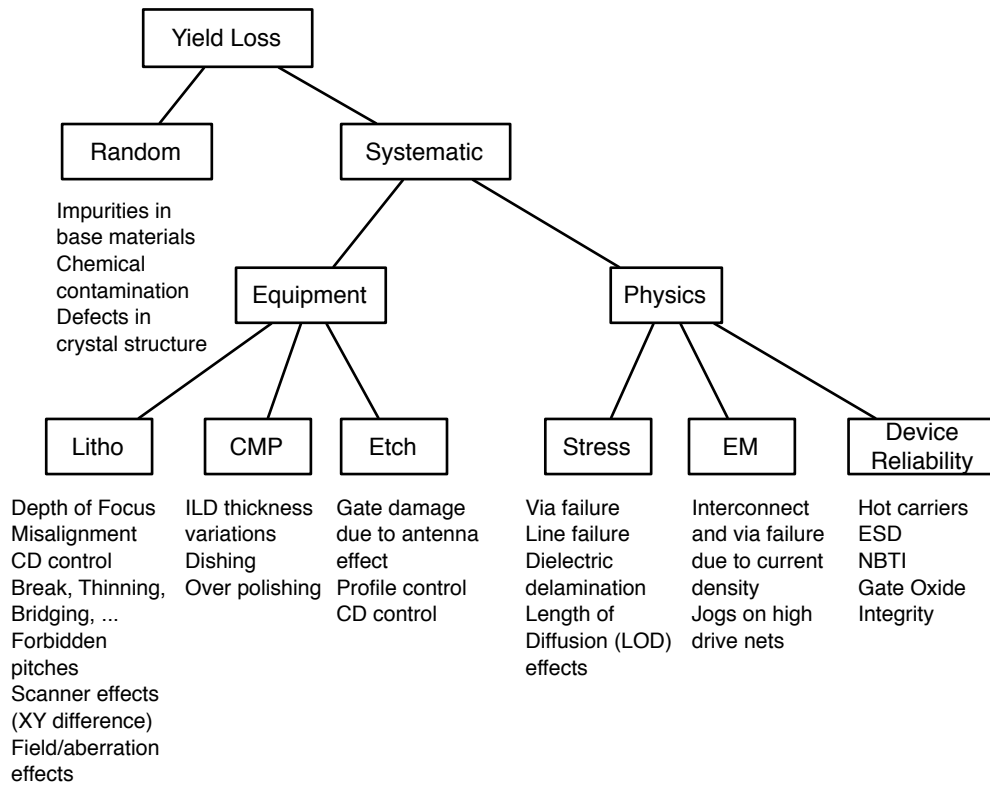 Yield Loss
Random
Systematic
Impurities in
base materials
Chemical
contamination
Defects in
crystal structure
Equipment
Physics
Litho
CMP
Etch
Stress
EM
Device
Reliability
Depth of Focus
Misalignment
CD control
Break, Thinning,
Bridging, ...
Forbidden
pitches
Scanner effects
(XY difference)
Field/aberration
effects
ILD thickness
variations
Dishing
Over polishing
Gate damage
due to antenna
effect
Profile control
CD control
Via failure
Line failure
Dielectric
delamination
Length of
Diffusion (LOD)
effects
Interconnect
and via failure
due to current
density
Jogs on high
drive nets
Hot carriers
ESD
NBTI
Gate Oxide
Integrity